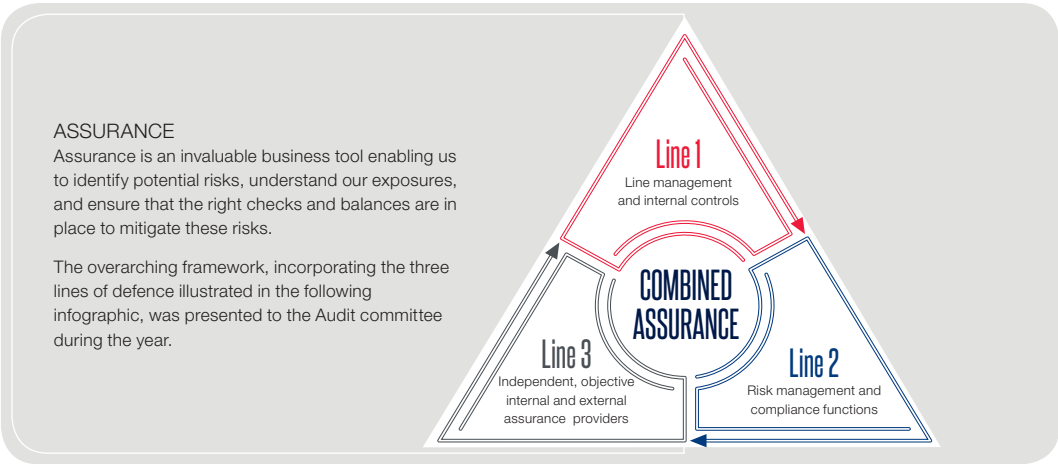 ASSURANCE
Assurance is an invaluable business tool enabling us
to identify potential risks, understand our exposures,
and ensure that the right checks and balances are in
place to mitigate these risks.
The overarching framework, incorporating the three
lines of defence illustrated in the following
infographic, was presented to the Audit committee
during the year.
Line 1
Line management
and internal controls
COMBINED
ASSURANCE
Line 2
Risk management and
compliance functions
Line 3
Independent, objective
internal and external
assurance providers